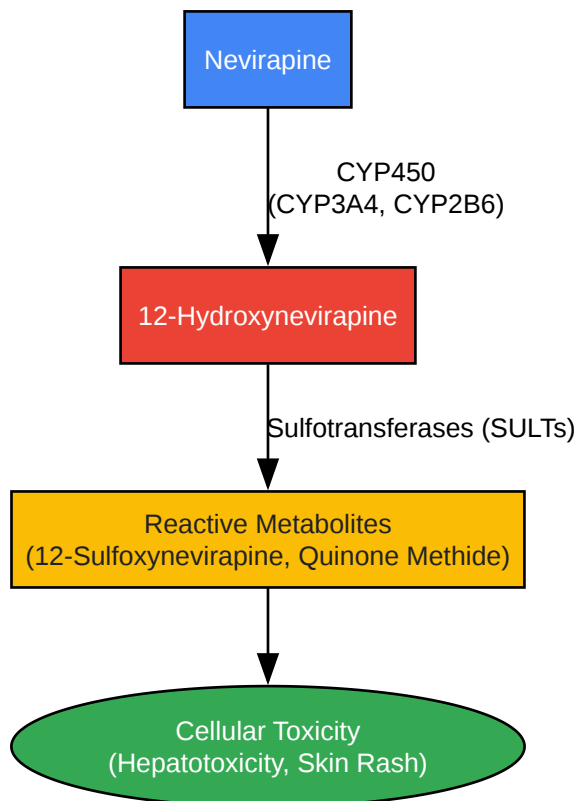 Nevirapine
CYP450
(CYP3A4, CYP2B6)
12-Hydroxynevirapine
Sulfotransferases (SULTs)
Reactive Metabolites
(12-Sulfoxynevirapine, Quinone Methide)
Cellular Toxicity
(Hepatotoxicity, Skin Rash)